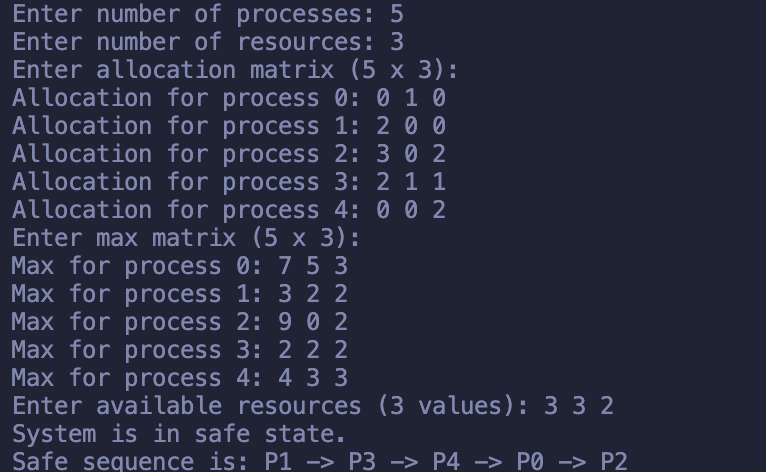 Enter number of processes: 5
Enter number of resources: 3
Enter allocation matrix (5 x 3):
Allocation for process 0: 0 1 0
Allocation for process 1: 2 0 0
Allocation for process 2: 3 0 2
Allocation for process 3: 2 1 1
Allocation for process 4: 0 0 2
Enter max matrix (5 x 3):
Max for process 0: 7 5 3
Max for process 1: 3 2 2
Max for process 2: 9 0 2
Max for process 3: 2 2 2
Max for process 4: 4 3 3
Enter available resources (3 values): 3 3 2
System is in safe state.
Safe sequence is: P1 -> P3 -> P4 -> P0 -> P2